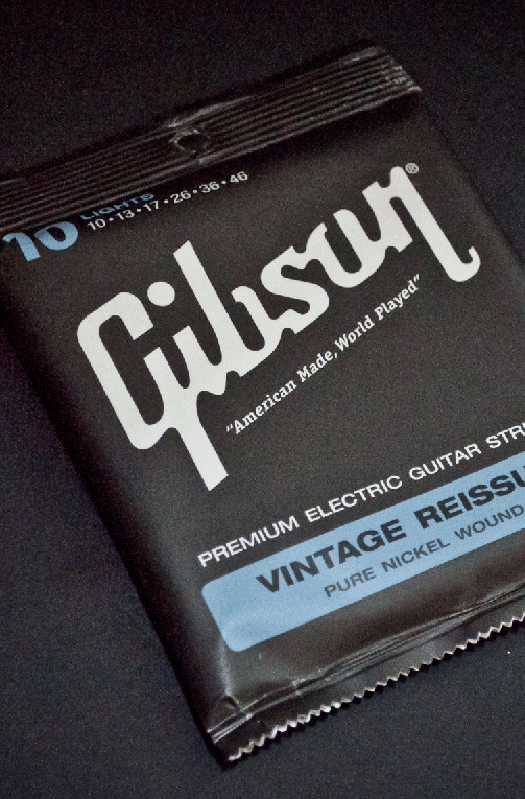 10 LIGHTS
10•13•17•26•36•46
Gibson®
"American Made, World Played"
PREMIUM ELECTRIC GUITAR STRI
VINTAGE REISSU
PURE NICKEL WOUND